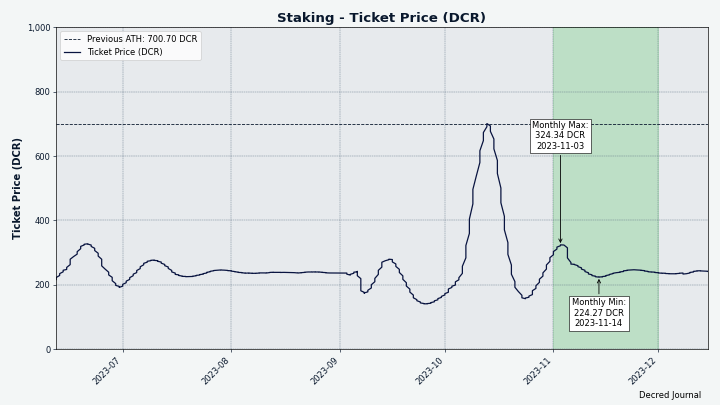 Staking - Ticket Price (DCR)
Previous ATH: 700.70 DCR
Ticket Price (DCR)
Ticket Price (DCR)
1,000
800
600
400
200
0
Monthly Max:
324.34 DCR
2023-11-03
Monthly Min:
224.27 DCR
2023-11-14
2023-07
2023-08
2023-09
2023-10
2023-11
2023-12
Decred Journal